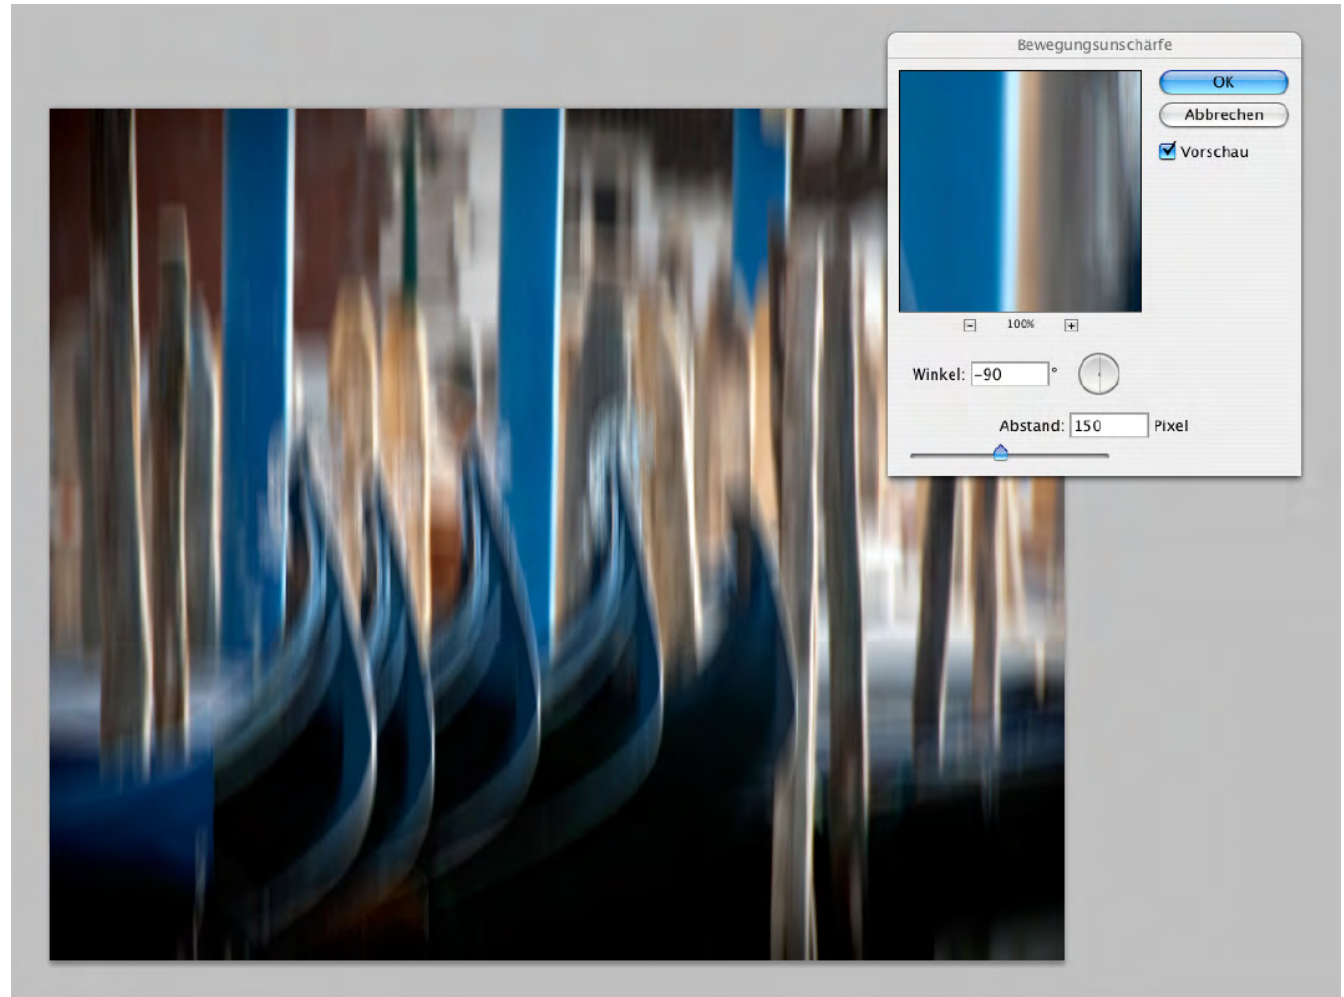 Bewegungsunschärfe
OK
Abbrechen
Vorschau
100%
Winkel: -90 °
Abstand: 150 Pixel